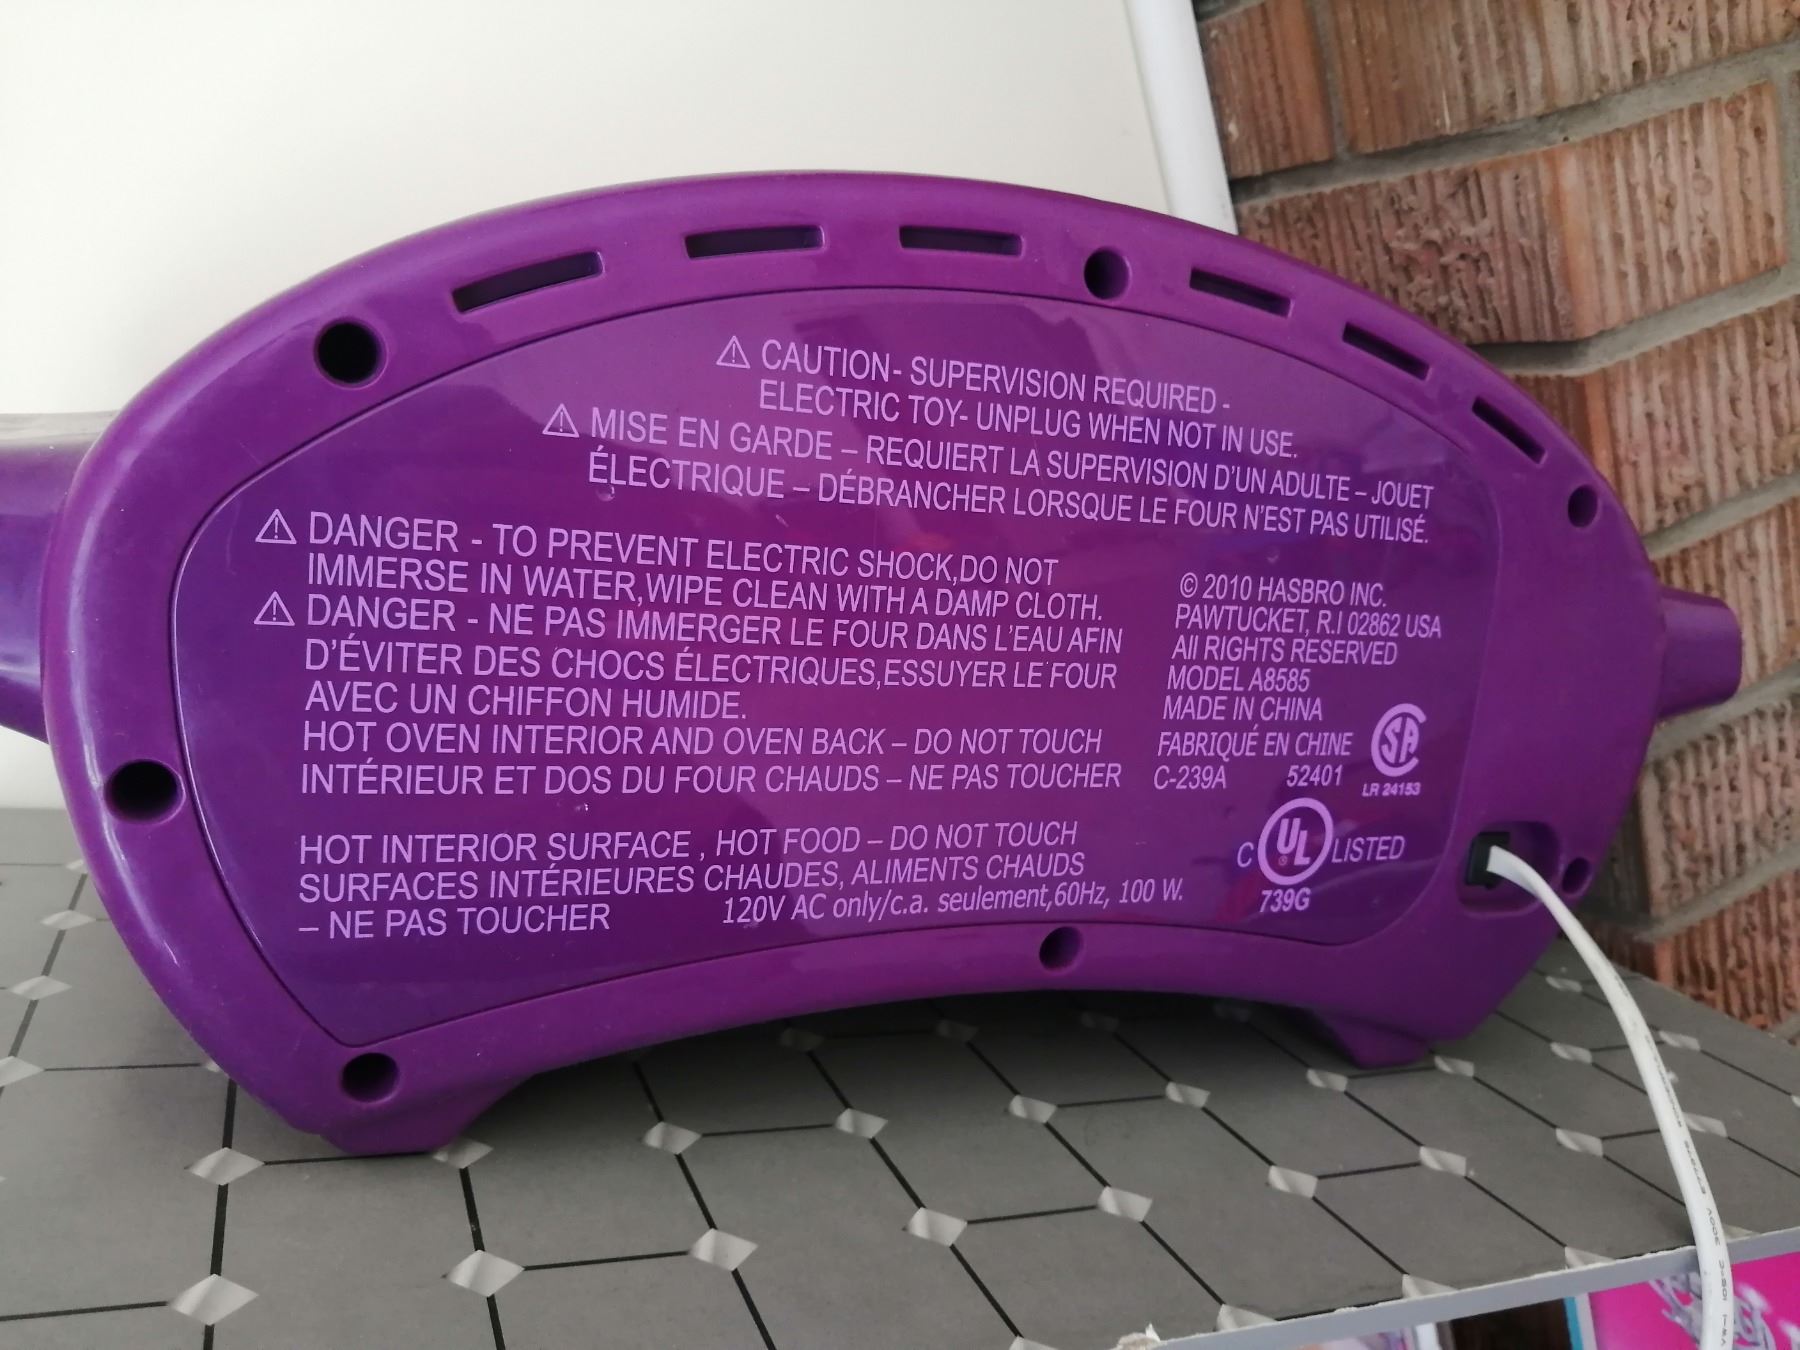 ⚠ CAUTION- SUPERVISION REQUIRED -
ELECTRIC TOY- UNPLUG WHEN NOT IN USE.
⚠ MISE EN GARDE – REQUIERT LA SUPERVISION D'UN ADULTE – JOUET
ÉLECTRIQUE – DÉBRANCHER LORSQUE LE FOUR N'EST PAS UTILISÉ.
⚠ DANGER - TO PREVENT ELECTRIC SHOCK,DO NOT
IMMERSE IN WATER,WIPE CLEAN WITH A DAMP CLOTH.
⚠ DANGER - NE PAS IMMERGER LE FOUR DANS L'EAU AFIN
D'ÉVITER DES CHOCS ÉLECTRIQUES,ESSUYER LE FOUR
AVEC UN CHIFFON HUMIDE.
HOT OVEN INTERIOR AND OVEN BACK – DO NOT TOUCH
INTÉRIEUR ET DOS DU FOUR CHAUDS – NE PAS TOUCHER
HOT INTERIOR SURFACE , HOT FOOD – DO NOT TOUCH
SURFACES INTÉRIEURES CHAUDES, ALIMENTS CHAUDS
– NE PAS TOUCHER
120V AC only/c.a. seulement,60Hz, 100 W.
© 2010 HASBRO INC.
PAWTUCKET, R.I 02862 USA
All RIGHTS RESERVED
MODEL A8585
MADE IN CHINA
FABRIQUÉ EN CHINE
C-239A 52401
SA
LR 24153
C UL ® LISTED
739G